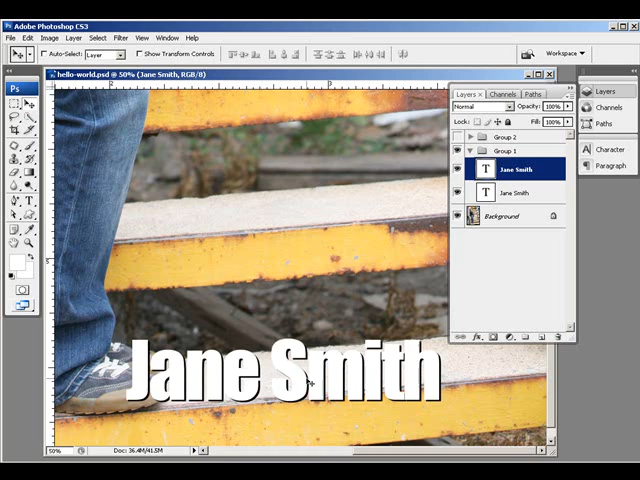 Adobe Photoshop CS3
File Edit Image Layer Select Filter View Window Help
Auto-Select: Layer Show Transform Controls Workspace
hello-world.psd @ 50% (Jane Smith, RGB/8)
Ps
Layers Channels Paths
Normal Opacity: 100%
Lock: Fill: 100%
Group 2
Group 1
T Jane Smith
T Jane Smith
Background
Layers
Channels
Paths
Character
Paragraph
Jane Smith
50% Doc: 36.4M/41.5M